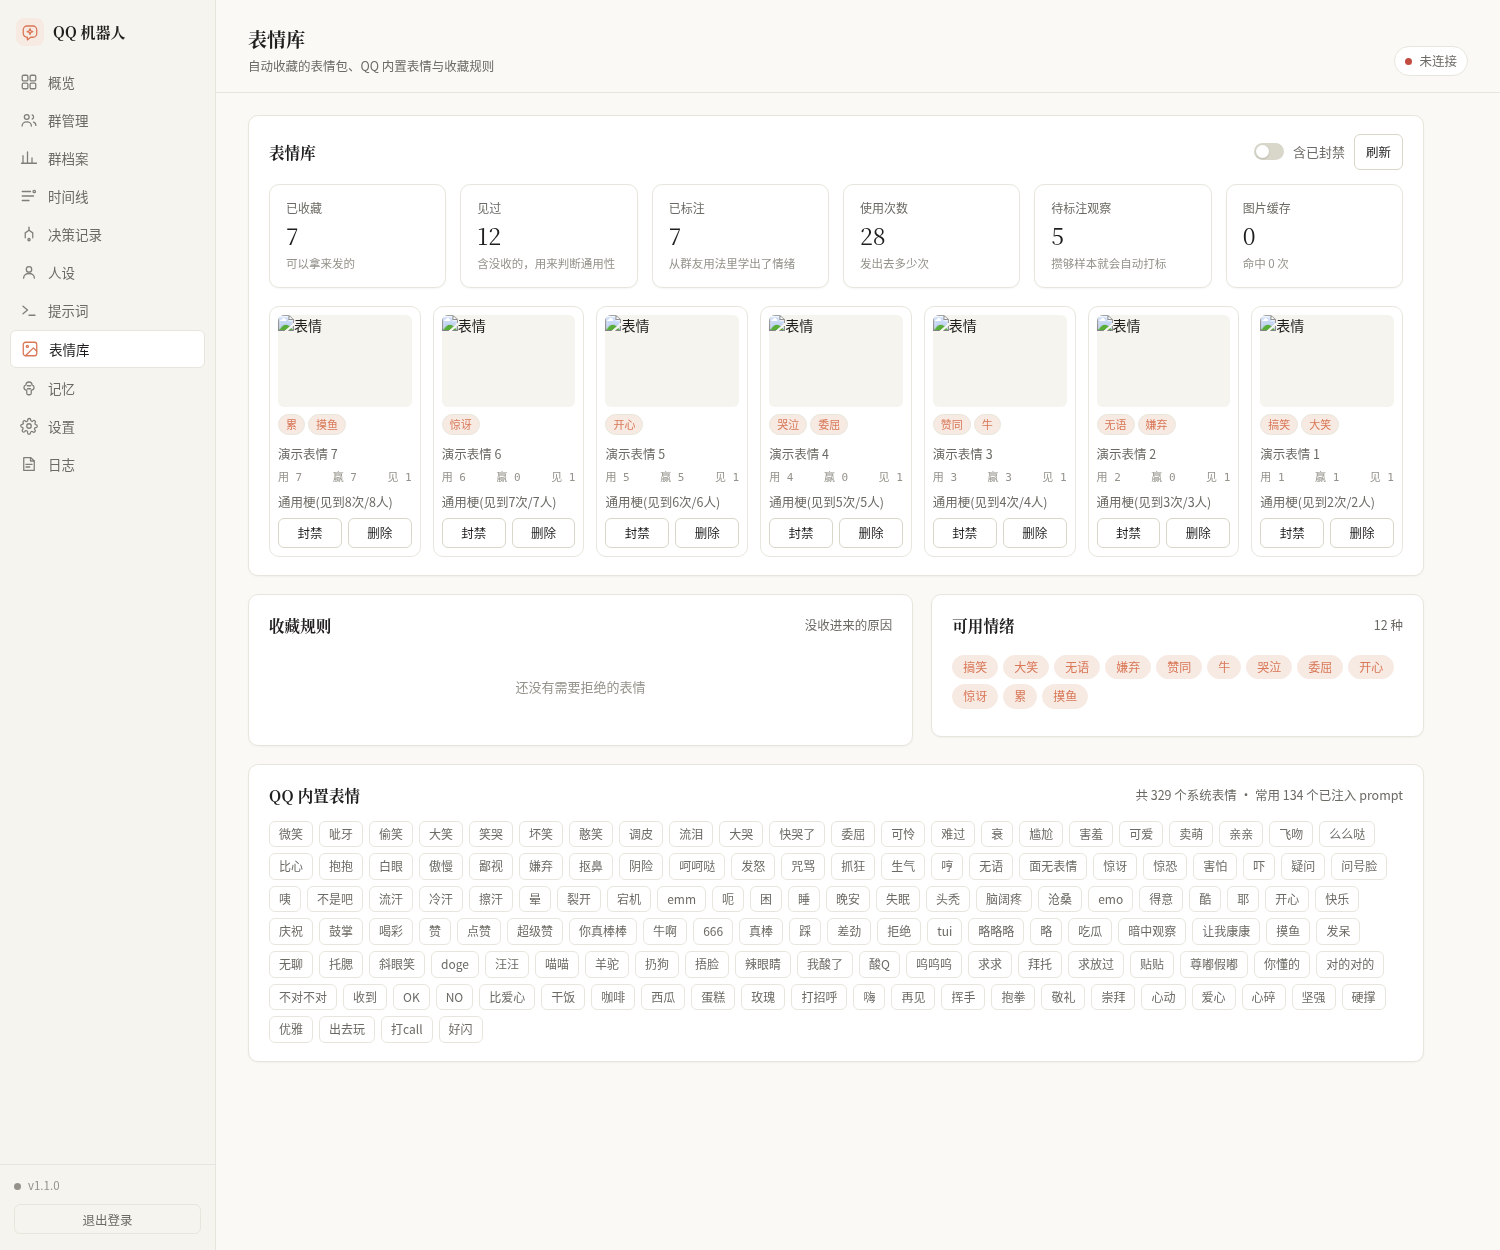 QQ 机器人
概览
群管理
群档案
时间线
决策记录
人设
提示词
表情库
记忆
设置
日志
v1.1.0
退出登录
表情库
自动收藏的表情包、QQ 内置表情与收藏规则
未连接
表情库
含已封禁 刷新
已收藏 见过 已标注 使用次数 待标注观察 图片缓存
7 12 7 28 5 0
可以拿来发的 含没收的，用来判断通用性 从群友用法里学出了情绪 发出去多少次 攒够样本就会自动打标 命中 0 次
表情 表情 表情 表情 表情 表情 表情
累 摸鱼 惊讶 开心 哭泣 委屈 赞同 牛 无语 嫌弃 搞笑 大笑
演示表情 7 演示表情 6 演示表情 5 演示表情 4 演示表情 3 演示表情 2 演示表情 1
用 7 赢 7 见 1 用 6 赢 0 见 1 用 5 赢 5 见 1 用 4 赢 0 见 1 用 3 赢 3 见 1 用 2 赢 0 见 1 用 1 赢 1 见 1
通用梗(见到8次/8人) 通用梗(见到7次/7人) 通用梗(见到6次/6人) 通用梗(见到5次/5人) 通用梗(见到4次/4人) 通用梗(见到3次/3人) 通用梗(见到2次/2人)
封禁 删除 封禁 删除 封禁 删除 封禁 删除 封禁 删除 封禁 删除 封禁 删除
收藏规则 没收进来的原因
还没有需要拒绝的表情
可用情绪 12 种
搞笑 大笑 无语 嫌弃 赞同 牛 哭泣 委屈 开心
惊讶 累 摸鱼
QQ 内置表情 共 329 个系统表情 · 常用 134 个已注入 prompt
微笑 呲牙 偷笑 大笑 笑哭 坏笑 憨笑 调皮 流泪 大哭 快哭了 委屈 可怜 难过 衰 尴尬 害羞 可爱 卖萌 亲亲 飞吻 么么哒
比心 抱抱 白眼 傲慢 鄙视 嫌弃 抠鼻 阴险 呵呵哒 发怒 咒骂 抓狂 生气 哼 无语 面无表情 惊讶 惊恐 害怕 吓 疑问 问号脸
咦 不是吧 流汗 冷汗 擦汗 晕 裂开 宕机 emm 呃 困 睡 晚安 失眠 头秃 脑阔疼 沧桑 emo 得意 酷 耶 开心 快乐
庆祝 鼓掌 喝彩 赞 点赞 超级赞 你真棒棒 牛啊 666 真棒 踩 差劲 拒绝 tui 略略略 略 吃瓜 暗中观察 让我康康 摸鱼 发呆
无聊 托腮 斜眼笑 doge 汪汪 喵喵 羊驼 扔狗 捂脸 辣眼睛 我酸了 酸Q 呜呜呜 求求 拜托 求放过 贴贴 尊嘟假嘟 你懂的 对的对的
不对不对 收到 OK NO 比爱心 干饭 咖啡 西瓜 蛋糕 玫瑰 打招呼 嗨 再见 挥手 抱拳 敬礼 崇拜 心动 爱心 心碎 坚强 硬撑
优雅 出去玩 打call 好闪